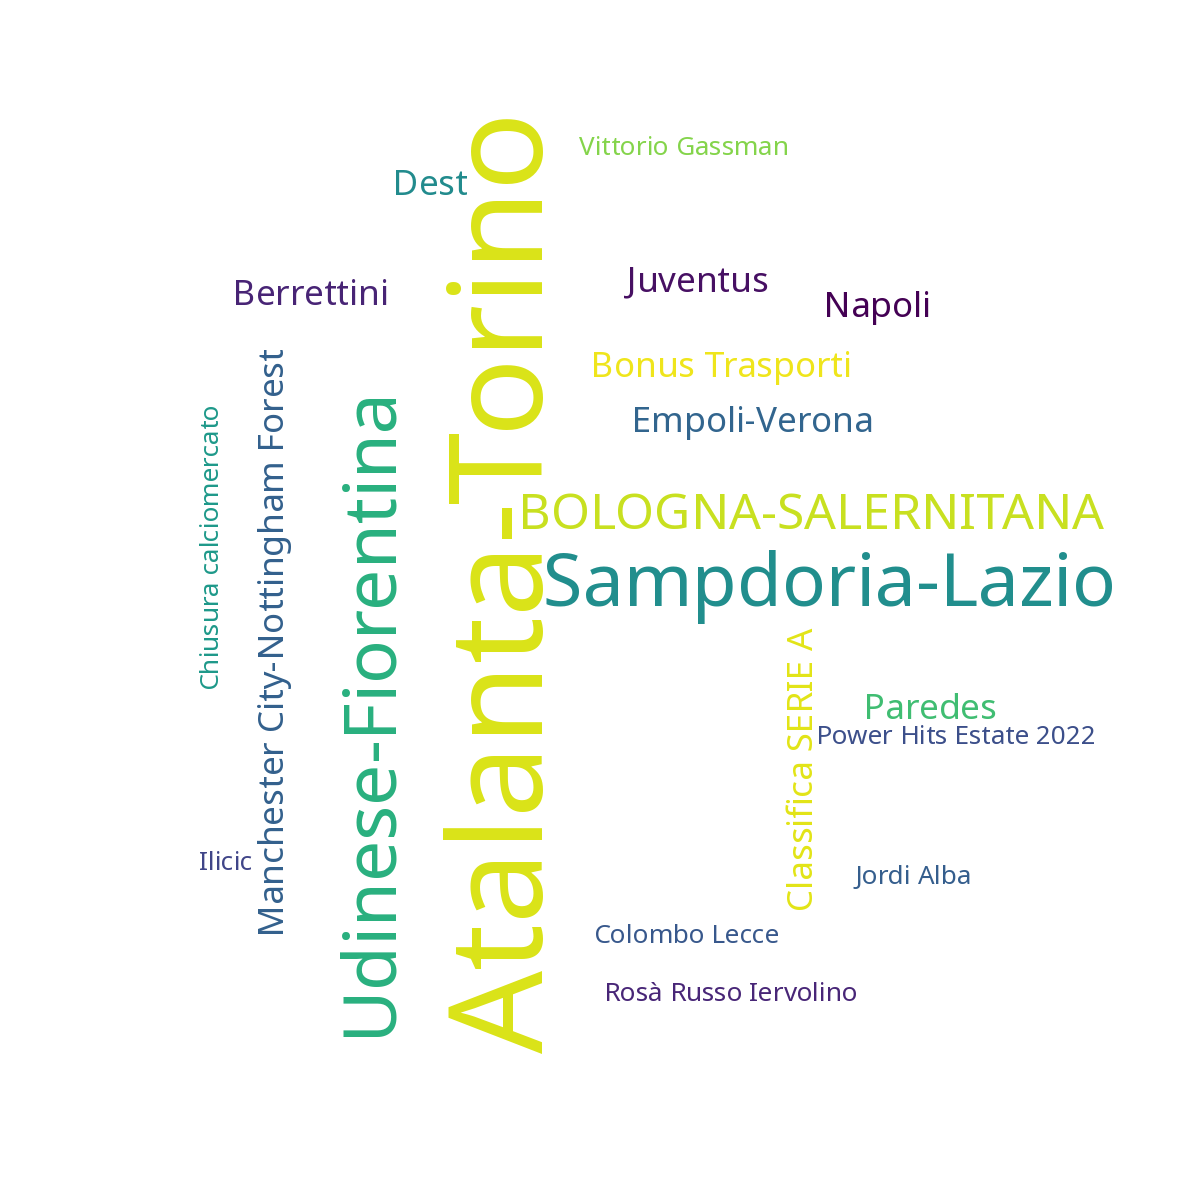 Vittorio Gassman
Dest
Juventus
Berrettini
Napoli
Bonus Trasporti
Empoli-Verona
Chiusura calciomercato
Manchester City-Nottingham Forest
Udinese-Fiorentina
Atalanta-Torino
BOLOGNA-SALERNITANA
Sampdoria-Lazio
Classifica SERIE A
Paredes
Power Hits Estate 2022
Ilicic
Jordi Alba
Colombo Lecce
Rosà Russo Iervolino